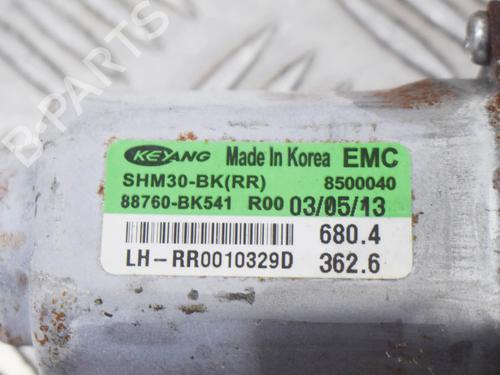 B-PARTS
KEYANG Made In Korea EMC
SHM30-BK(RR) 8500040
88760-BK541 R00 03/05/13
680.4
LH-RR0010329D 362.6